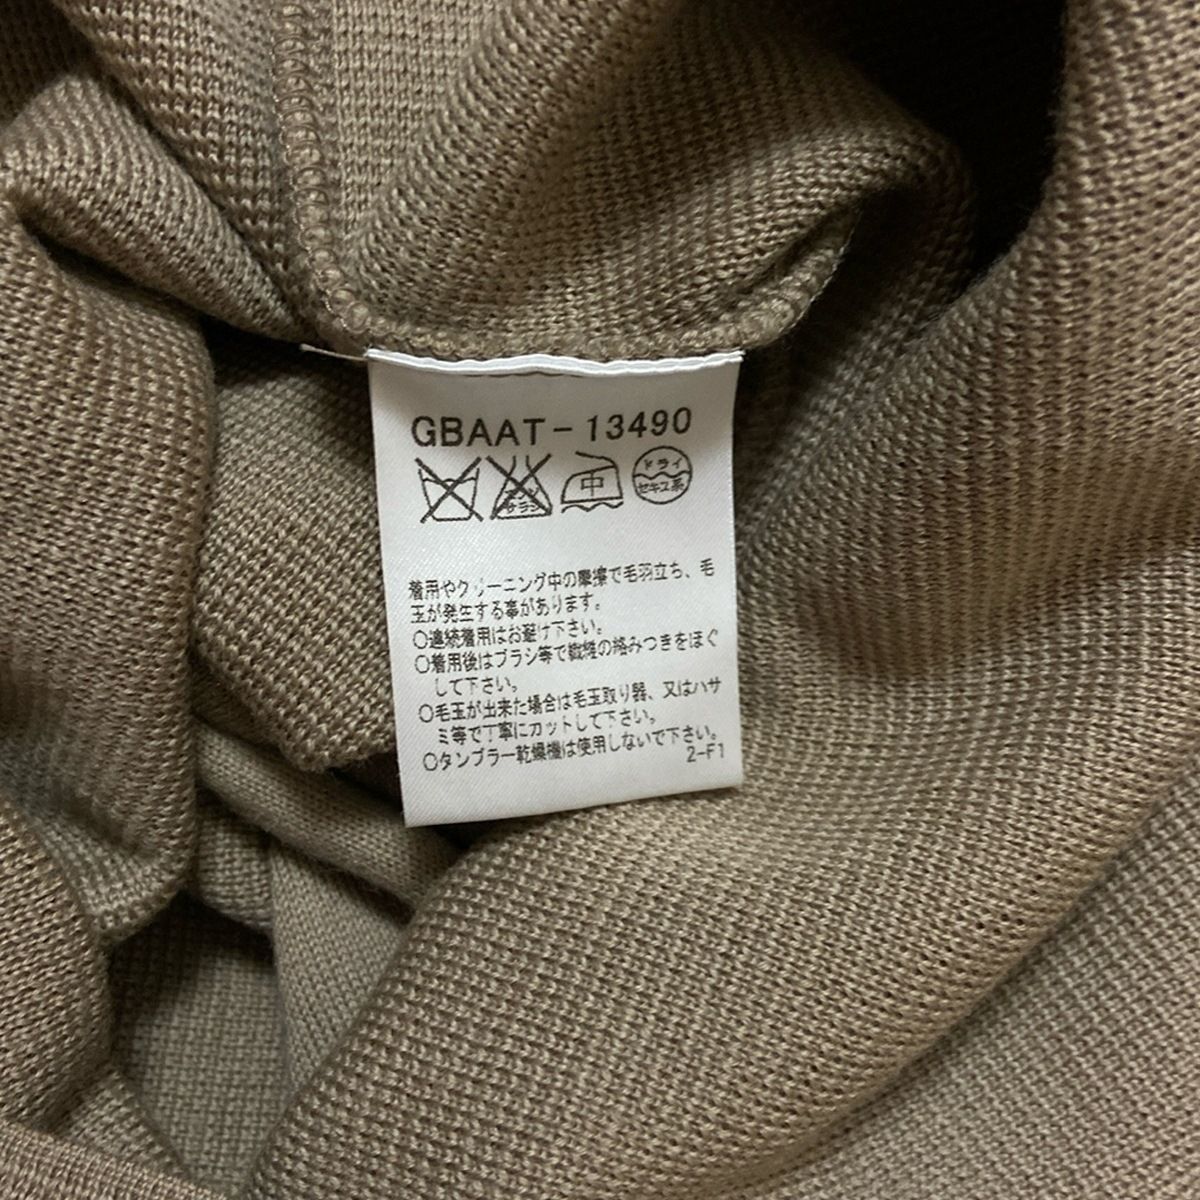 GBAAT-13490
エンソ
サラシ
中
ドライ
セキユ系
着用やクリーニング中の摩擦で毛羽立ち、毛
玉が発生する事があります。
○連続着用はお避け下さい。
○着用後はブラシ等で繊維の絡みつきをほぐ
して下さい。
○毛玉が出来た場合は毛玉取り器、又はハサ
ミ等で丁寧にカットして下さい。
○タンブラー乾燥機は使用しないで下さい。
2-F1